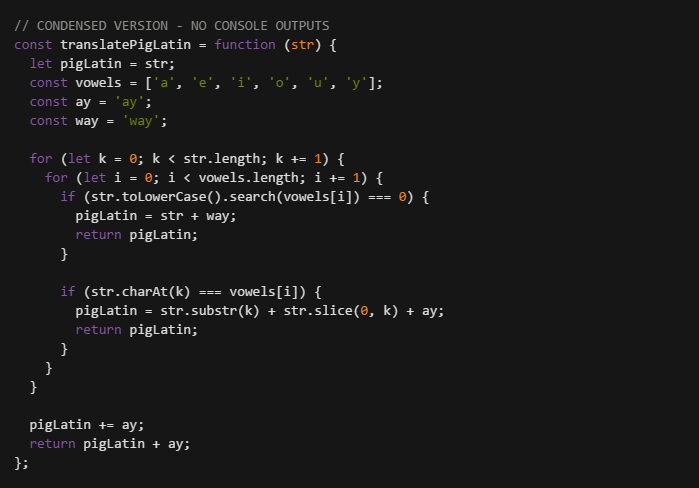 // CONDENSED VERSION - NO CONSOLE OUTPUTS
const translatePigLatin = function (str) {
  let pigLatin = str;
  const vowels = ['a', 'e', 'i', 'o', 'u', 'y'];
  const ay = 'ay';
  const way = 'way';

  for (let k = 0; k < str.length; k += 1) {
    for (let i = 0; i < vowels.length; i += 1) {
      if (str.toLowerCase().search(vowels[i]) === 0) {
        pigLatin = str + way;
        return pigLatin;
      }

      if (str.charAt(k) === vowels[i]) {
        pigLatin = str.substr(k) + str.slice(0, k) + ay;
        return pigLatin;
      }
    }
  }

  pigLatin += ay;
  return pigLatin + ay;
};